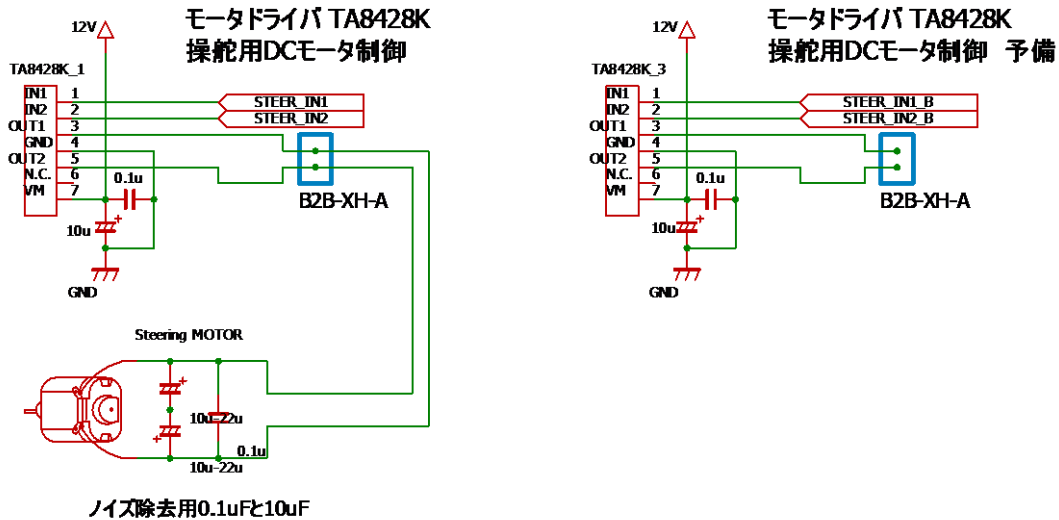 モータドライバ TA8428K
操舵用DCモータ制御
12V
TA8428K_1
IN1 1 STEER_IN1
IN2 2 STEER_IN2
OUT1 3
GND 4
OUT2 5
N.C. 6
VM 7
0.1u
10u
B2B-XH-A
GND
モータドライバ TA8428K
操舵用DCモータ制御 予備
12V
TA8428K_3
IN1 1 STEER_IN1_B
IN2 2 STEER_IN2_B
OUT1 3
GND 4
OUT2 5
N.C. 6
VM 7
0.1u
10u
B2B-XH-A
GND
Steering MOTOR
10u-22u
0.1u
10u-22u
ノイズ除去用0.1uFと10uF